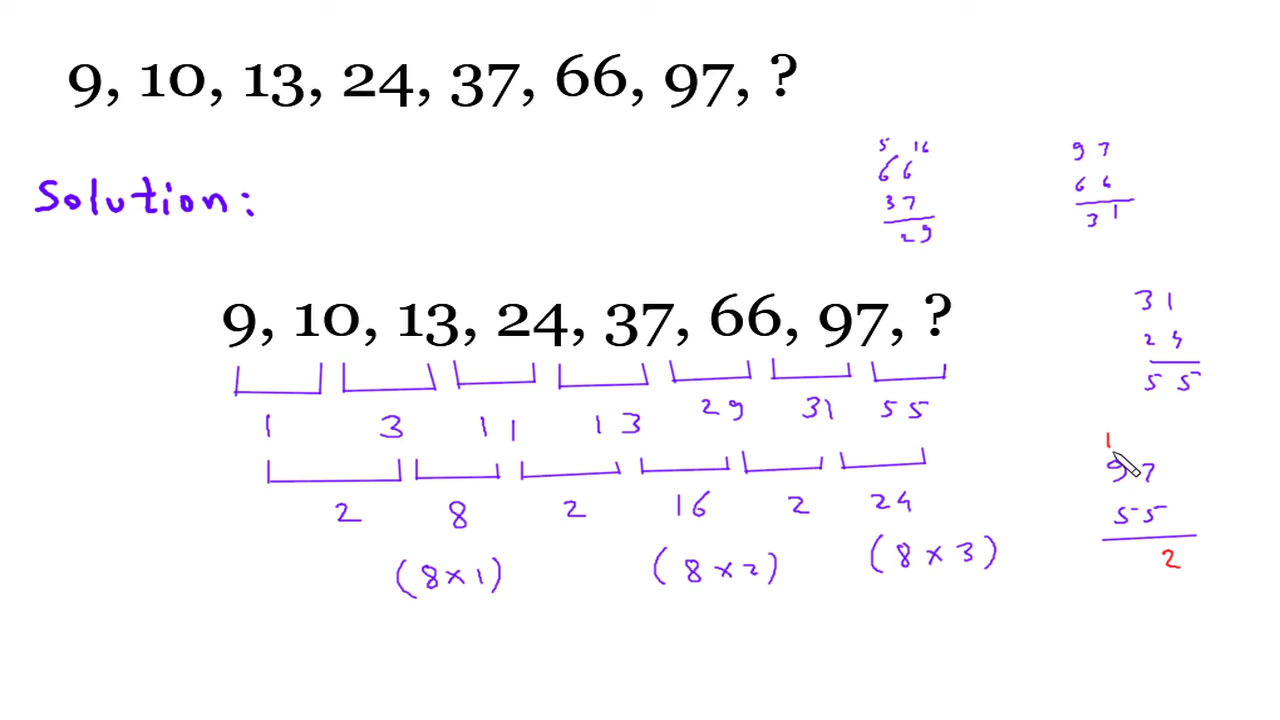 9, 10, 13, 24, 37, 66, 97, ?
5 16
66
37
29
97
66
31
Solution:
9, 10, 13, 24, 37, 66, 97, ?
31
24
55
1 3 11 13 29 31 55
1
97
55
2
2 8 2 16 2 24
(8×1) (8×2) (8×3)